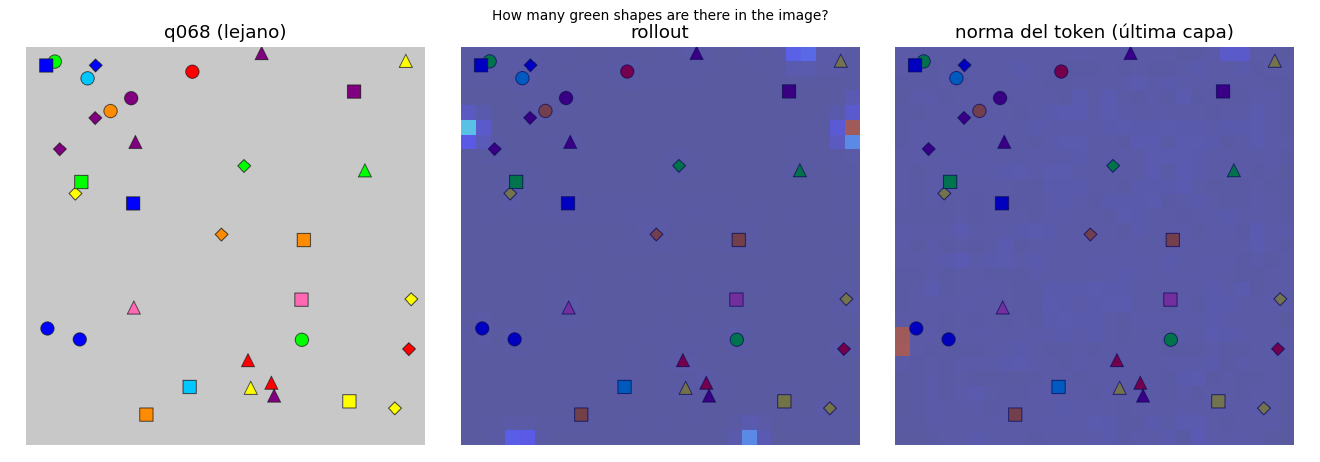 How many green shapes are there in the image?
q068 (lejano)
rollout
norma del token (última capa)